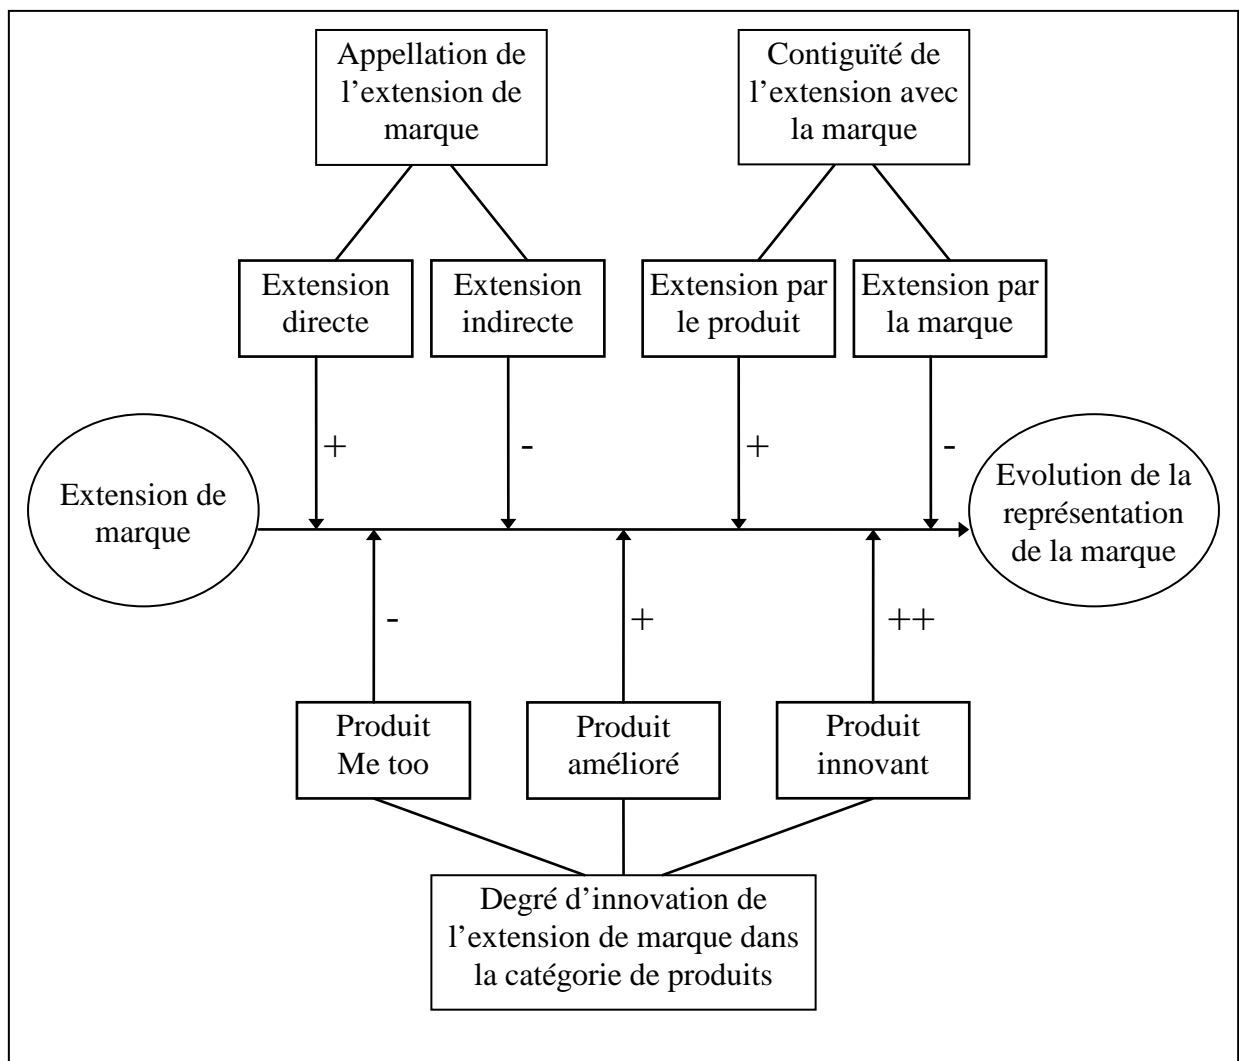 Appellation de
l’extension de
marque
Contiguïté de
l’extension avec
la marque
Extension
directe
Extension
indirecte
Extension par
le produit
Extension par
la marque
+
-
+
-
Extension de
marque
Evolution de la
représentation
de la marque
-
+
++
Produit
Me too
Produit
amélioré
Produit
innovant
Degré d’innovation de
l’extension de marque dans
la catégorie de produits